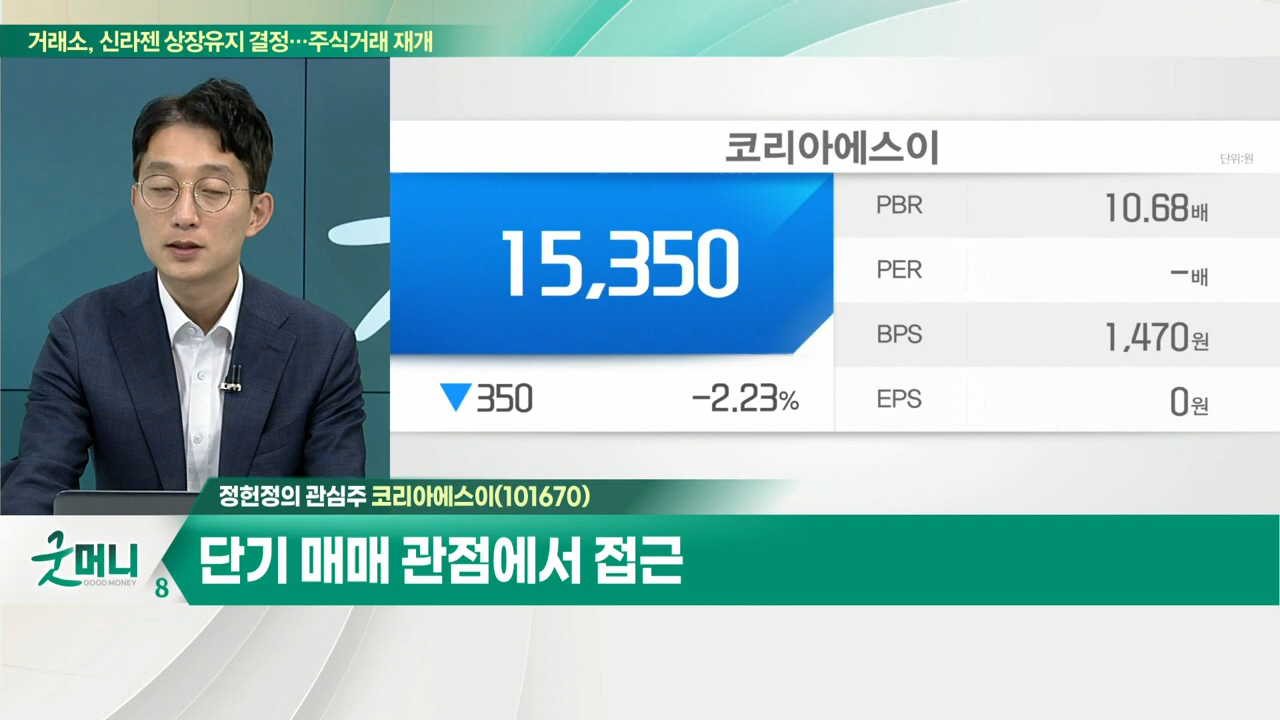 거래소, 신라젠 상장유지 결정…주식거래 재개
코리아에스이
단위:원
15,350
▼350 -2.23%
PBR 10.68배
PER -배
BPS 1,470원
EPS 0원
정헌정의 관심주 코리아에스이(101670)
굿머니
GOOD MONEY
8
단기 매매 관점에서 접근